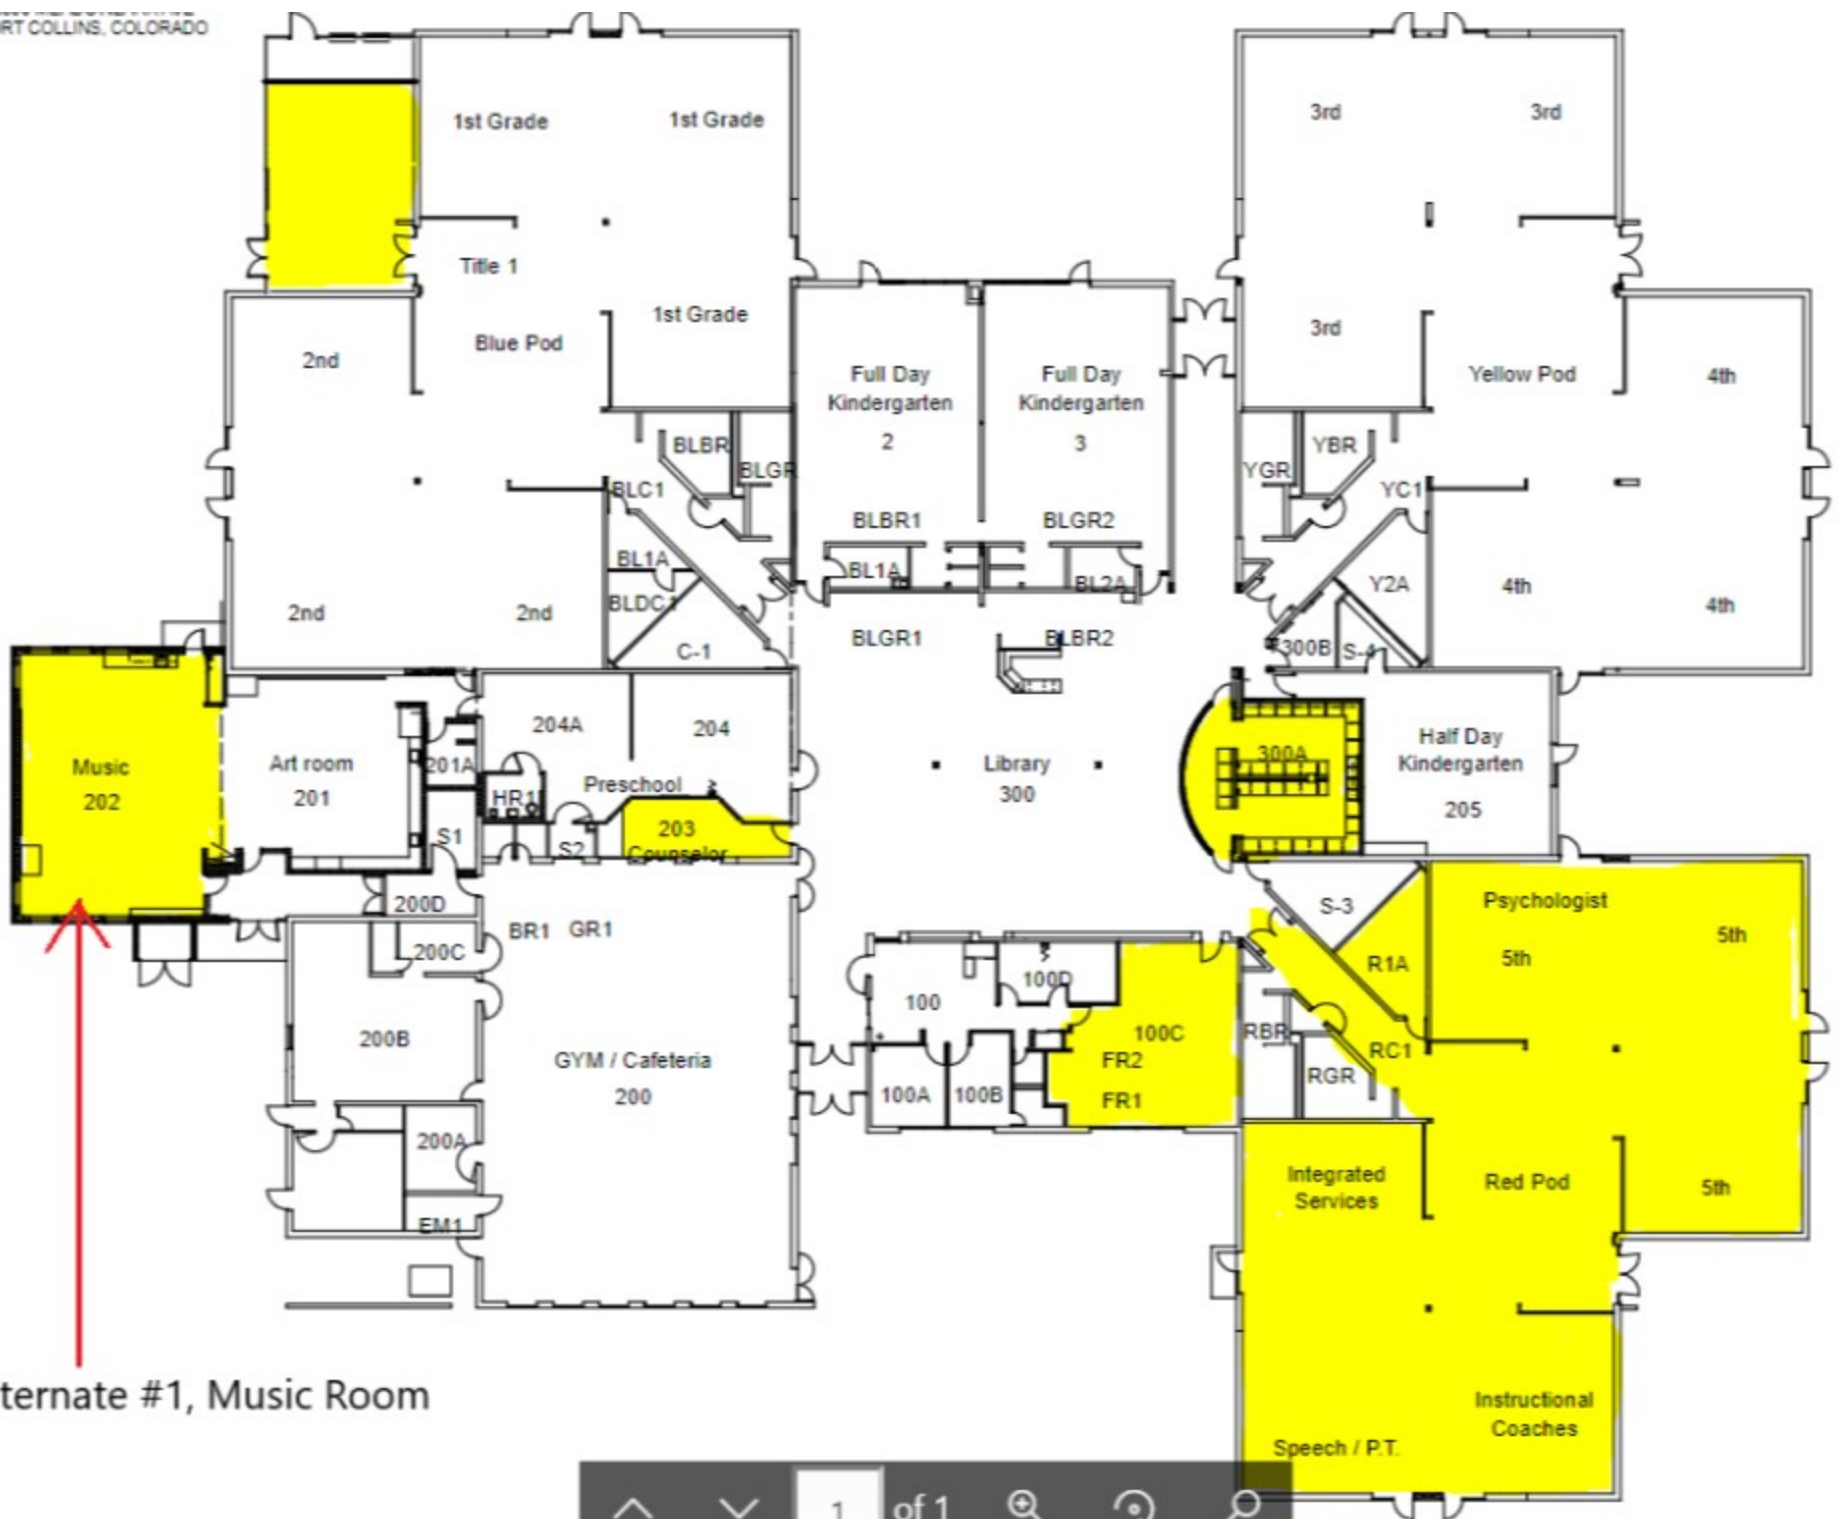 RT COLLINS, COLORADO
1st Grade
1st Grade
3rd
3rd
Title 1
1st Grade
Blue Pod
2nd
3rd
Yellow Pod
4th
Full Day
Kindergarten
2
Full Day
Kindergarten
3
BLBR
BLGR
YGR
YBR
BLC1
YC1
BLBR1
BLGR2
BL1A
BL1A
BL2A
Y2A
4th
4th
BLDC1
2nd
2nd
BLGR1
BLBR2
C-1
300B
S-4
204A
204
Music
202
Art room
201
201A
Preschool
HR1
Library
300
300A
Half Day
Kindergarten
205
S1
S2
203
Counselor
200D
BR1
GR1
200C
S-3
Psychologist
5th
5th
R1A
100
100D
100C
200B
FR2
FR1
RBR
RC1
RGR
GYM / Cafeteria
200
100A
100B
200A
EM1
Integrated
Services
Red Pod
5th
Instructional
Coaches
Speech / P.T.
ternate #1, Music Room
1
of 1